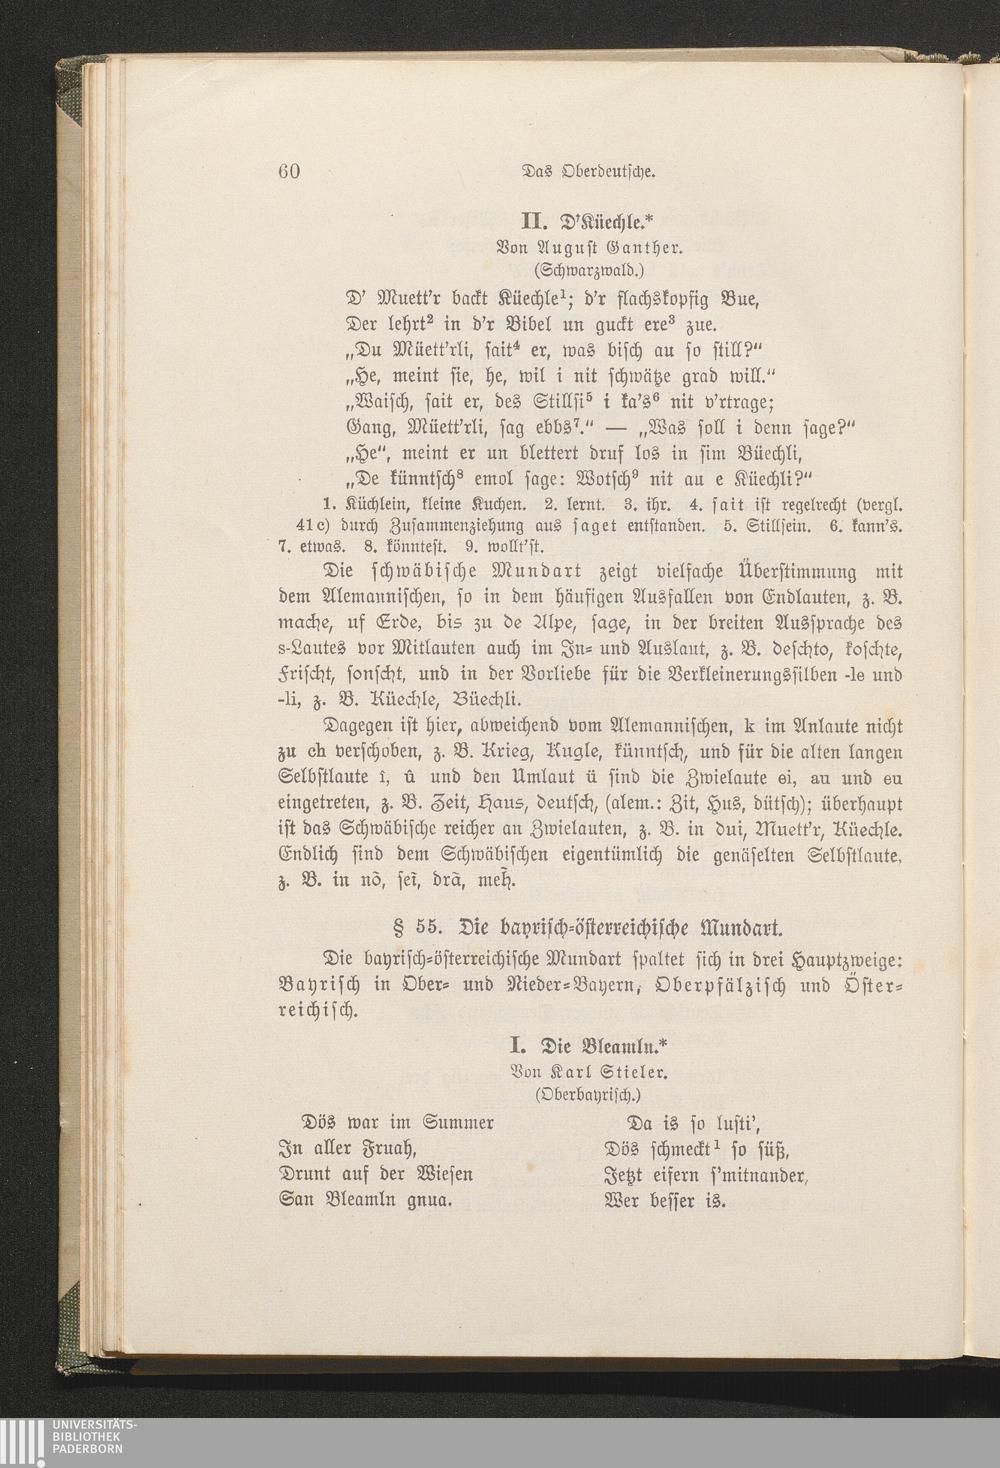 60
Das Oberdeutsche.
II. D'Küechle.*
Von August Ganther.
(Schwarzwald.)
D' Muett'r backt Küechle¹; d'r flachskopfig Bue,
Der lehrt² in d'r Bibel un guckt ere³ zue.
„Du Müett'rli, sait⁴ er, was bisch au so still?"
„He, meint sie, he, wil i nit schwätze grad will."
„Waisch, sait er, des Stillsi⁵ i ka's⁶ nit v'rtrage;
Gang, Müett'rli, sag ebbs⁷." — „Was soll i denn sage?"
„He", meint er un blettert druf los in sim Büechli,
„De künntsch⁸ emol sage: Wotsch⁹ nit au e Küechli?"
1. Küchlein, kleine Kuchen. 2. lernt. 3. ihr. 4. sait ist regelrecht (vergl.
41 c) durch Zusammenziehung aus saget entstanden. 5. Stillsein. 6. kann's.
7. etwas. 8. könntest. 9. wollt'st.
Die schwäbische Mundart zeigt vielfache Überstimmung mit
dem Alemannischen, so in dem häufigen Ausfallen von Endlauten, z. B.
mache, uf Erde, bis zu de Alpe, sage, in der breiten Aussprache des
s-Lautes vor Mitlauten auch im In- und Auslaut, z. B. deschto, koschte,
Frischt, sonscht, und in der Vorliebe für die Verkleinerungssilben -le und
-li, z. B. Küechle, Büechli.
Dagegen ist hier, abweichend vom Alemannischen, k im Anlaute nicht
zu ch verschoben, z. B. Krieg, Kugle, künntsch, und für die alten langen
Selbstlaute î, û und den Umlaut ü sind die Zwielaute ei, au und eu
eingetreten, z. B. Zeit, Haus, deutsch, (alem.: Zit, Hus, dütsch); überhaupt
ist das Schwäbische reicher an Zwielauten, z. B. in dui, Muett'r, Küechle.
Endlich sind dem Schwäbischen eigentümlich die genäselten Selbstlaute,
z. B. in nõ, seĩ, drã, meh̃.
§ 55. Die bayrisch-österreichische Mundart.
Die bayrisch-österreichische Mundart spaltet sich in drei Hauptzweige:
Bayrisch in Ober- und Nieder-Bayern, Oberpfälzisch und Öster-
reichisch.
I. Die Bleamln.*
Von Karl Stieler.
(Oberbayrisch.)
Dös war im Summer
In aller Fruah,
Drunt auf der Wiesen
San Bleamln gnua.
Da is so lusti',
Dös schmeckt¹ so süß,
Jetzt eifern s'mitnander,
Wer besser is.
UNIVERSITÄTS-
BIBLIOTHEK
PADERBORN